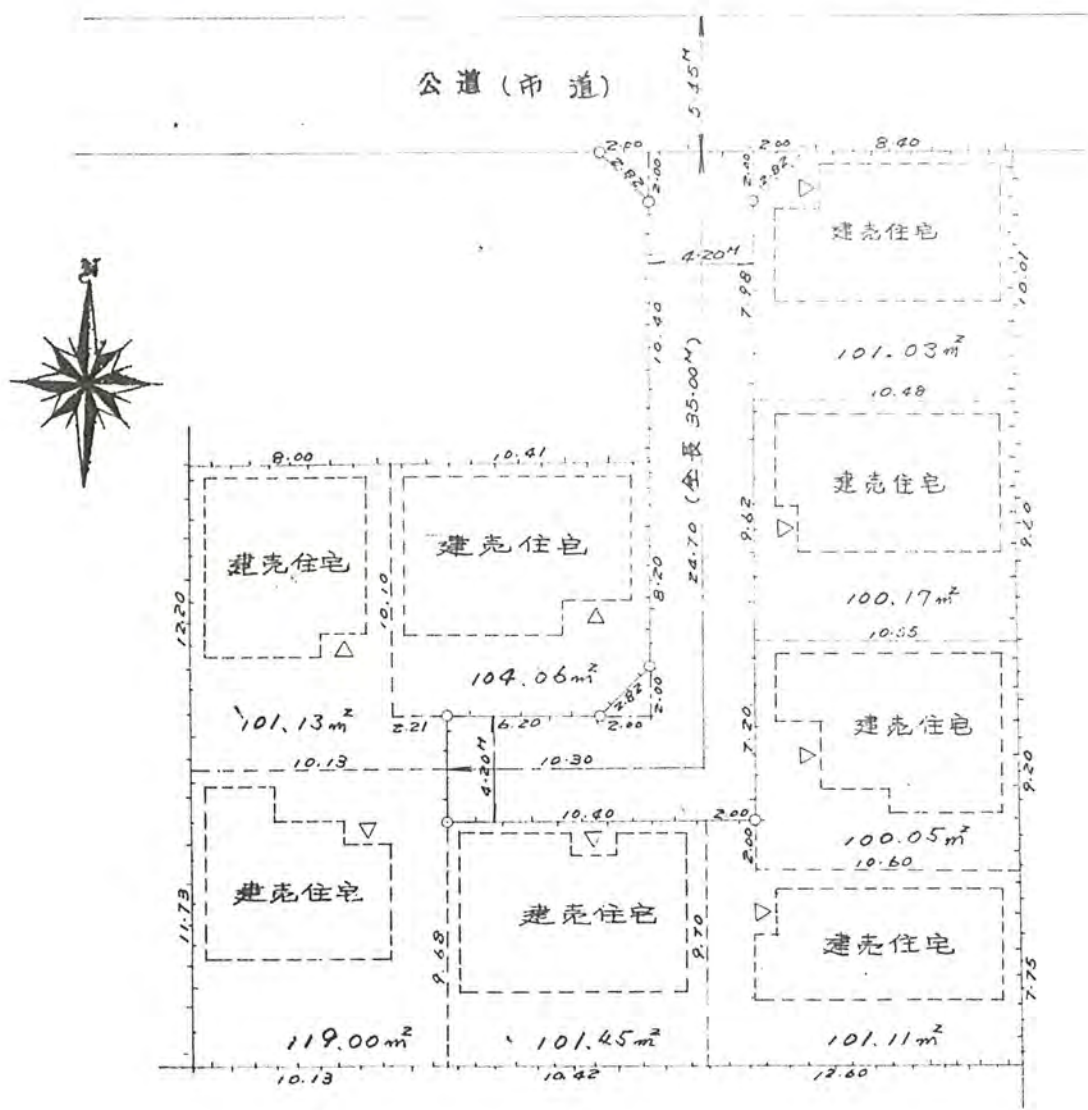 公道(市道)
5.45M
2.00
2.82
2.00
2.00
2.00
2.82
8.40
N
4.20M
建売住宅
10.01
7.98
10.40
101.03m²
24.70(全長 35.00M)
10.48
8.00
10.41
建売住宅
9.62
9.20
建売住宅
建売住宅
12.20
10.10
8.20
100.17m²
10.55
104.06m²
2.82
2.00
101.13m²
2.21
6.20
2.00
7.20
建売住宅
10.13
4.20M
10.30
9.20
10.40
2.00
2.00
100.05m²
10.60
建売住宅
建売住宅
建売住宅
11.73
9.68
9.70
7.75
119.00m²
101.45m²
101.11m²
10.13
10.42
12.60